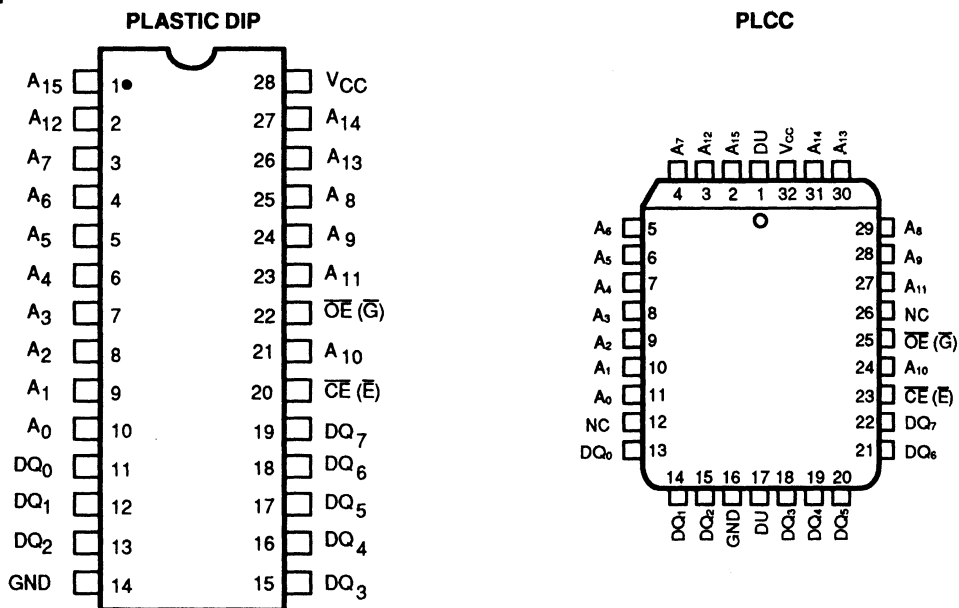 PLASTIC DIP
A15 1 28 VCC
A12 2 27 A14
A7 3 26 A13
A6 4 25 A8
A5 5 24 A9
A4 6 23 A11
A3 7 22 O̅E̅ (G̅)
A2 8 21 A10
A1 9 20 C̅E̅ (E̅)
A0 10 19 DQ7
DQ0 11 18 DQ6
DQ1 12 17 DQ5
DQ2 13 16 DQ4
GND 14 15 DQ3
PLCC
A7 A12 A15 DU VCC A14 A13
4 3 2 1 32 31 30
A6 5 29 A8
A5 6 28 A9
A4 7 27 A11
A3 8 26 NC
A2 9 25 O̅E̅ (G̅)
A1 10 24 A10
A0 11 23 C̅E̅ (E̅)
NC 12 22 DQ7
DQ0 13 21 DQ6
14 15 16 17 18 19 20
DQ1 DQ2 GND DU DQ3 DQ4 DQ5